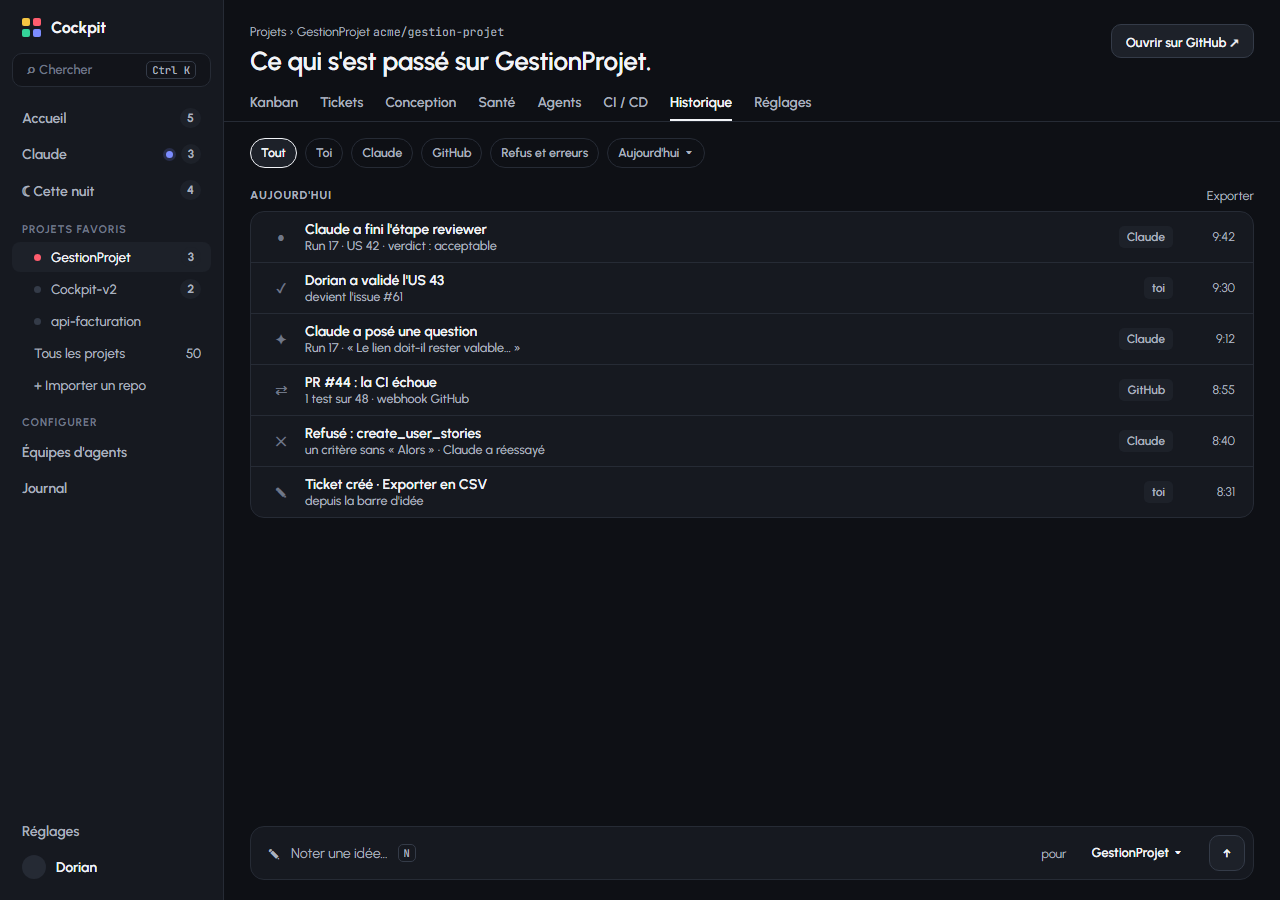 Cockpit
Chercher Ctrl K
Accueil 5
Claude 3
☾ Cette nuit 4
PROJETS FAVORIS
GestionProjet 3
Cockpit-v2 2
api-facturation
Tous les projets 50
+ Importer un repo
CONFIGURER
Équipes d'agents
Journal
Réglages
Dorian
Projets › GestionProjet acme/gestion-projet
Ce qui s'est passé sur GestionProjet.
Ouvrir sur GitHub ↗
Kanban Tickets Conception Santé Agents CI / CD Historique Réglages
Tout Toi Claude GitHub Refus et erreurs Aujourd'hui
AUJOURD'HUI Exporter
Claude a fini l'étape reviewer
Run 17 · US 42 · verdict : acceptable
Claude 9:42
Dorian a validé l'US 43
devient l'issue #61
toi 9:30
Claude a posé une question
Run 17 · « Le lien doit-il rester valable… »
Claude 9:12
PR #44 : la CI échoue
1 test sur 48 · webhook GitHub
GitHub 8:55
Refusé : create_user_stories
un critère sans « Alors » · Claude a réessayé
Claude 8:40
Ticket créé · Exporter en CSV
depuis la barre d'idée
toi 8:31
Noter une idée… N
pour GestionProjet